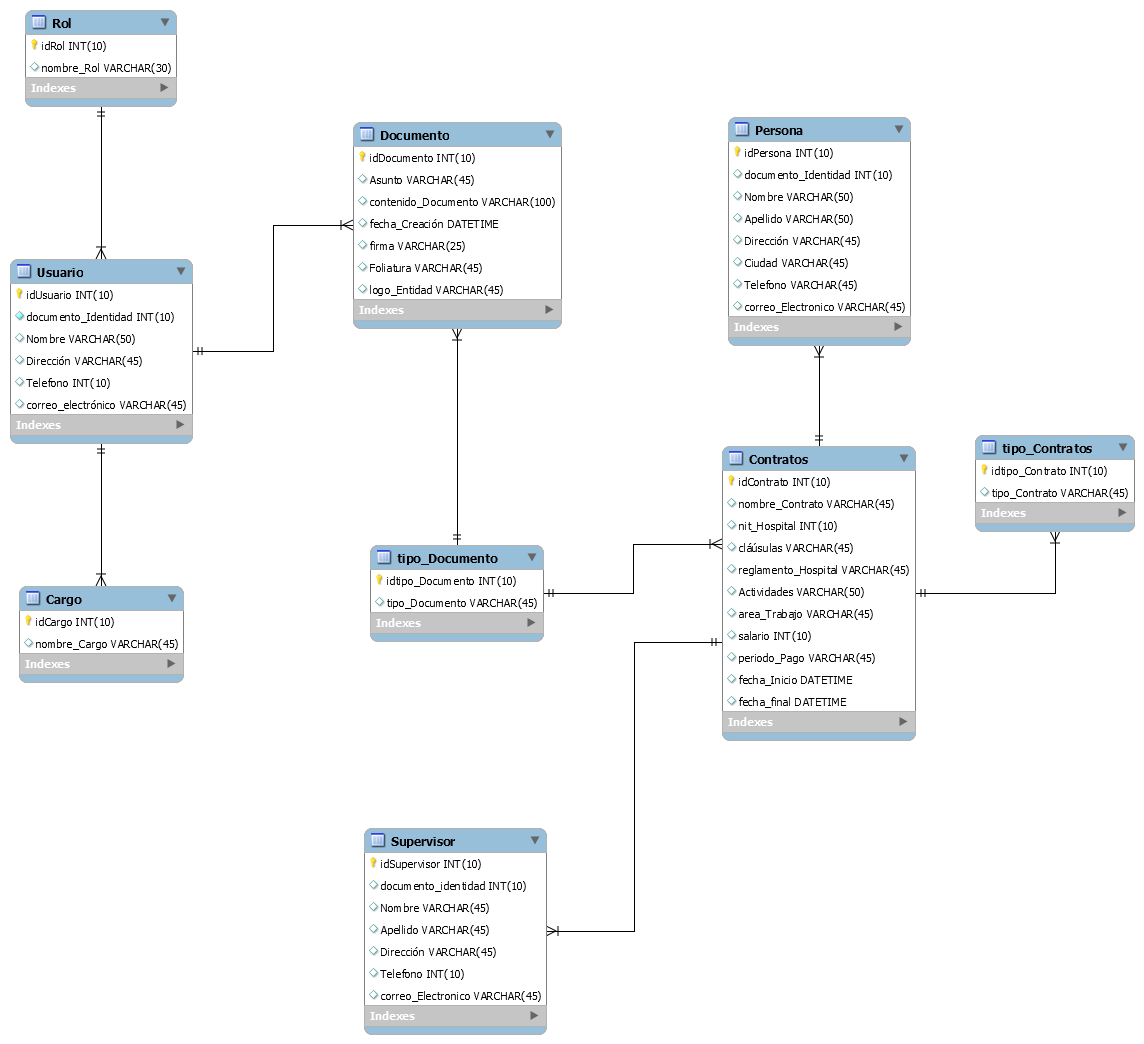 Rol
idRol INT(10)
nombre_Rol VARCHAR(30)
Indexes
Usuario
idUsuario INT(10)
documento_Identidad INT(10)
Nombre VARCHAR(50)
Dirección VARCHAR(45)
Telefono INT(10)
correo_electrónico VARCHAR(45)
Indexes
Cargo
idCargo INT(10)
nombre_Cargo VARCHAR(45)
Indexes
Documento
idDocumento INT(10)
Asunto VARCHAR(45)
contenido_Documento VARCHAR(100)
fecha_Creación DATETIME
firma VARCHAR(25)
Foliatura VARCHAR(45)
logo_Entidad VARCHAR(45)
Indexes
tipo_Documento
idtipo_Documento INT(10)
tipo_Documento VARCHAR(45)
Indexes
Supervisor
idSupervisor INT(10)
documento_identidad INT(10)
Nombre VARCHAR(45)
Apellido VARCHAR(45)
Dirección VARCHAR(45)
Telefono INT(10)
correo_Electronico VARCHAR(45)
Indexes
Persona
idPersona INT(10)
documento_Identidad INT(10)
Nombre VARCHAR(50)
Apellido VARCHAR(50)
Dirección VARCHAR(45)
Ciudad VARCHAR(45)
Telefono VARCHAR(45)
correo_Electronico VARCHAR(45)
Indexes
Contratos
idContrato INT(10)
nombre_Contrato VARCHAR(45)
nit_Hospital INT(10)
cláúsulas VARCHAR(45)
reglamento_Hospital VARCHAR(45)
Actividades VARCHAR(50)
area_Trabajo VARCHAR(45)
salario INT(10)
periodo_Pago VARCHAR(45)
fecha_Inicio DATETIME
fecha_final DATETIME
Indexes
tipo_Contratos
idtipo_Contrato INT(10)
tipo_Contrato VARCHAR(45)
Indexes